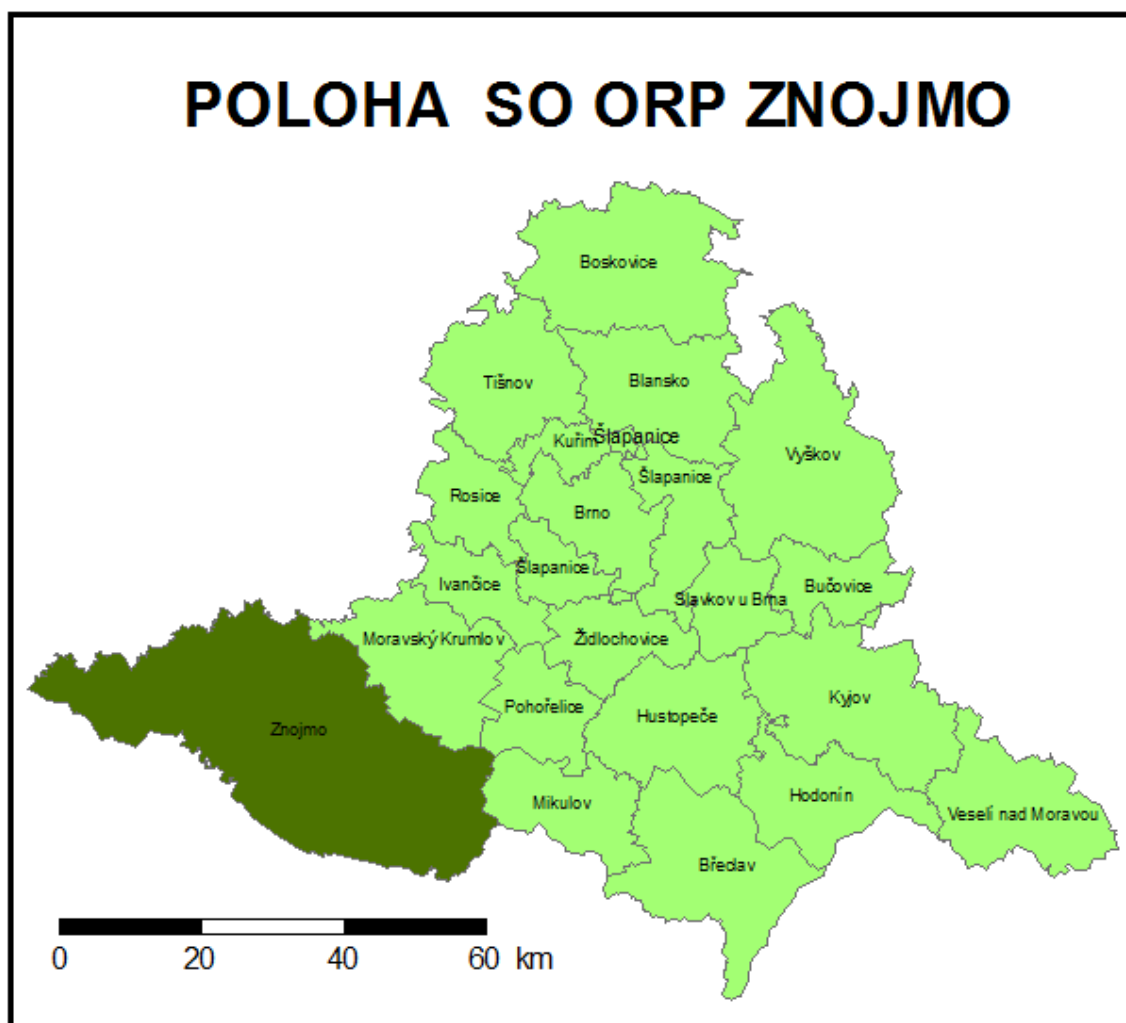 POLOHA SO ORP ZNOJMO
Boskovice
Tišnov
Blansko
Kuřim
Šlapanice
Vyškov
Šlapanice
Rosice
Brno
Šlapanice
Ivančice
Bučovice
Slavkov u Brna
Moravský Krumlov
Židlochovice
Kyjov
Pohořelice
Hustopeče
Znojmo
Mikulov
Hodonín
Veselí nad Moravou
Břeclav
0 20 40 60 km